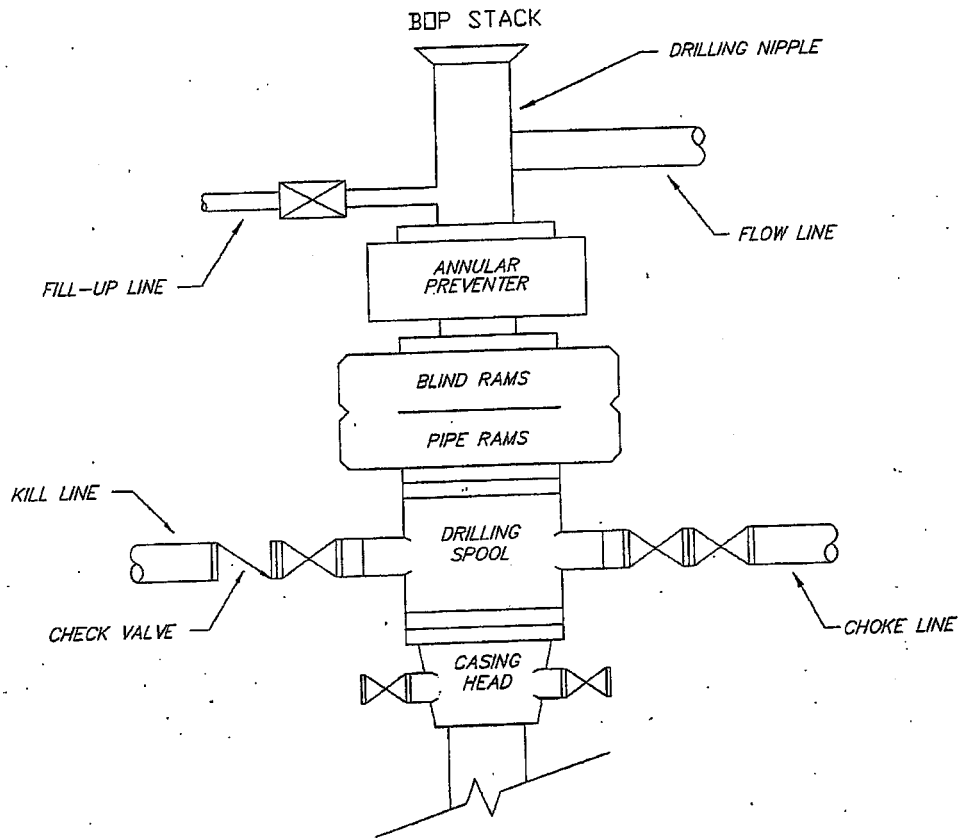 BOP STACK
DRILLING NIPPLE
FLOW LINE
FILL-UP LINE
ANNULAR
PREVENTER
BLIND RAMS
PIPE RAMS
KILL LINE
DRILLING
SPOOL
CHECK VALVE
CHOKE LINE
CASING
HEAD